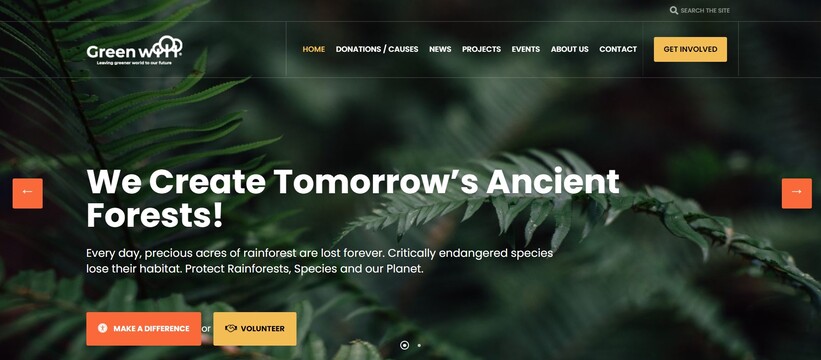 SEARCH THE SITE
Green
Leaving greener world to our future
HOME DONATIONS / CAUSES NEWS PROJECTS EVENTS ABOUT US CONTACT GET INVOLVED
We Create Tomorrow’s Ancient
Forests!
Every day, precious acres of rainforest are lost forever. Critically endangered species
lose their habitat. Protect Rainforests, Species and our Planet.
MAKE A DIFFERENCE or VOLUNTEER